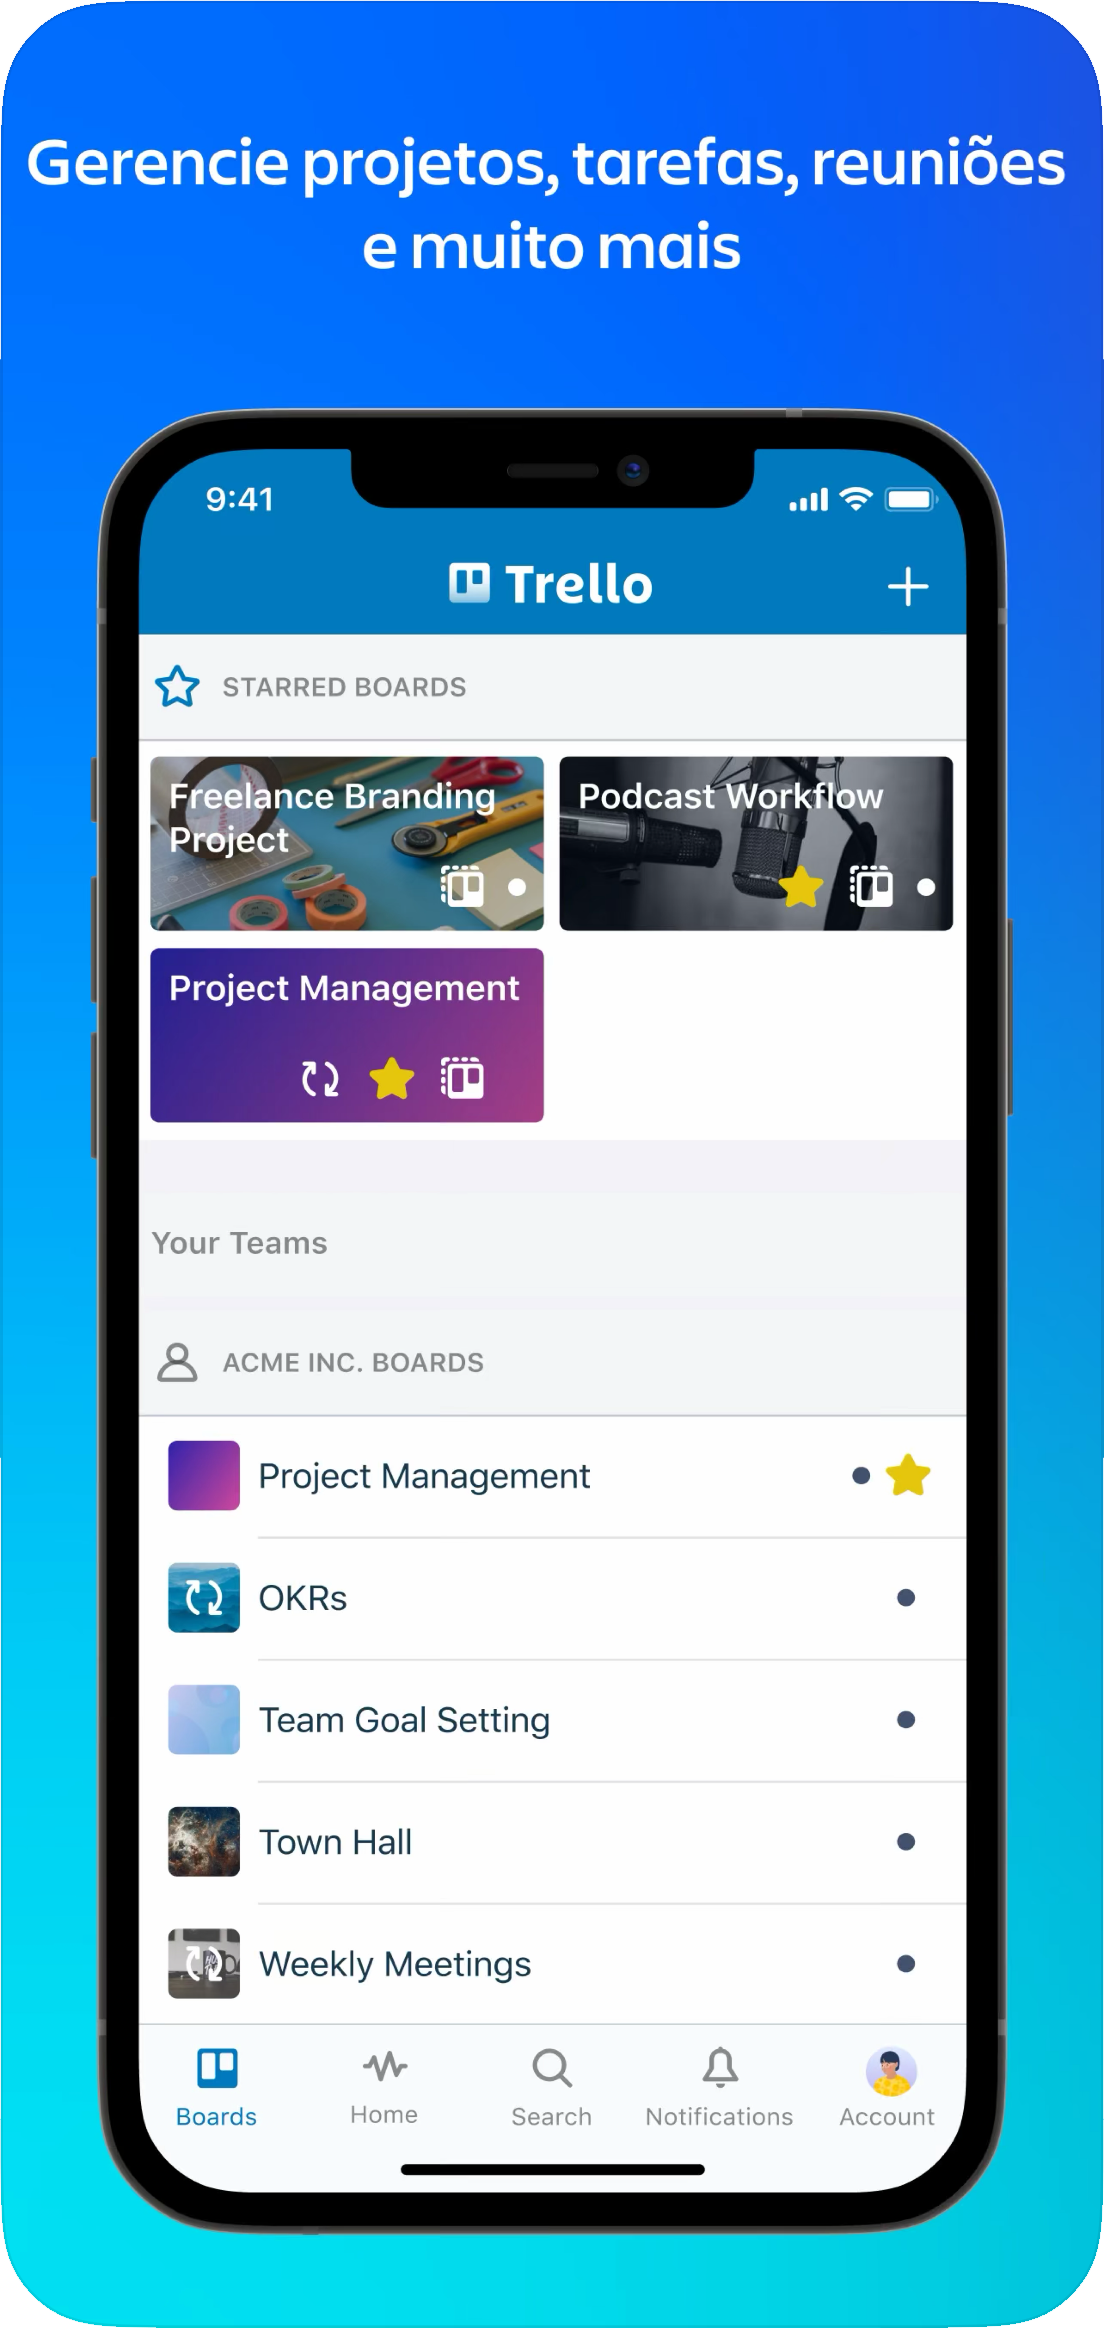 Gerencie projetos, tarefas, reuniões
e muito mais
9:41
Trello
STARRED BOARDS
Freelance Branding
Project
Podcast Workflow
Project Management
Your Teams
ACME INC. BOARDS
Project Management
OKRs
Team Goal Setting
Town Hall
Weekly Meetings
Boards
Home
Search
Notifications
Account